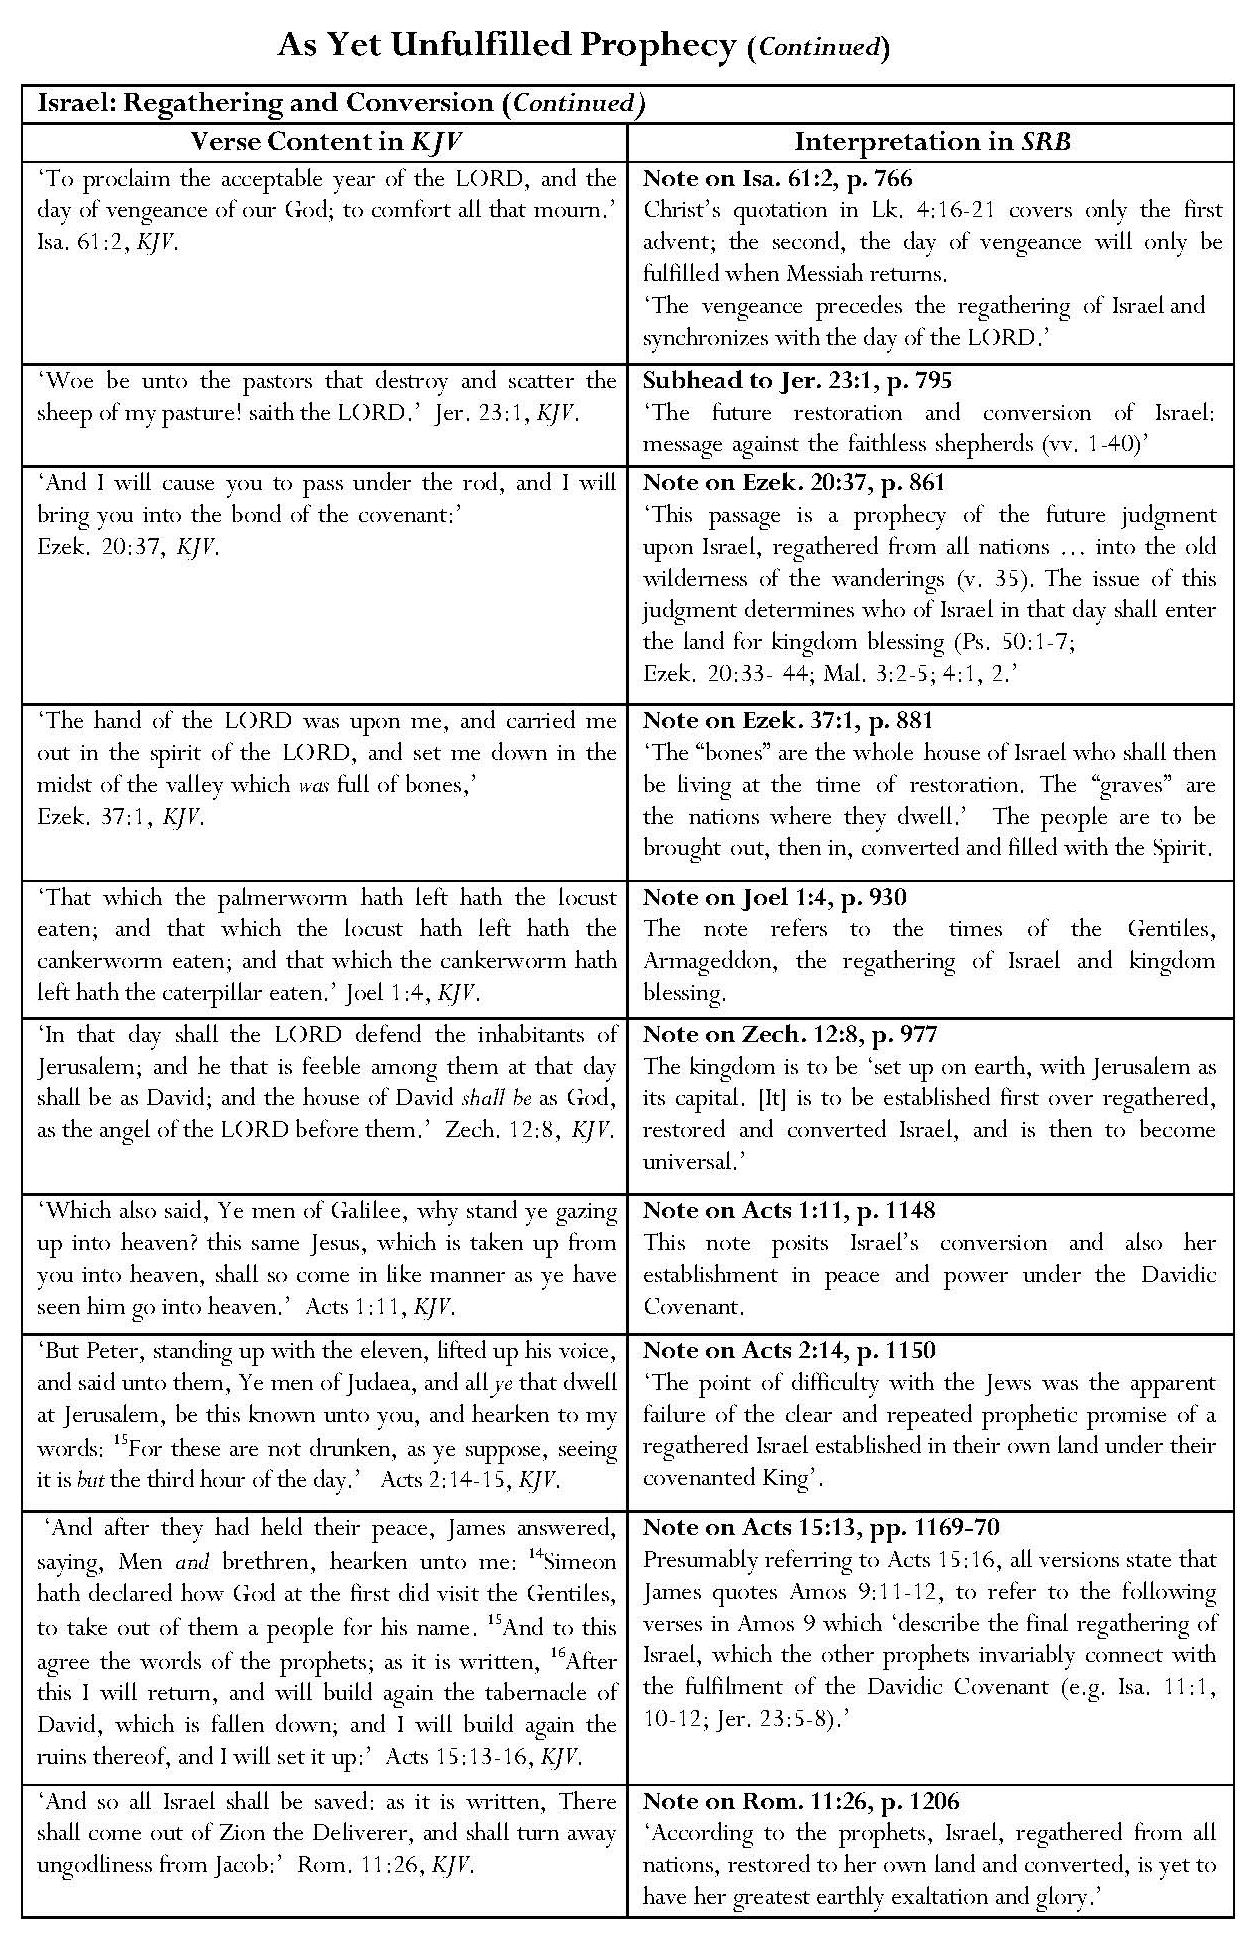 As Yet Unfulfilled Prophecy (Continued)
Israel: Regathering and Conversion (Continued)
Verse Content in KJV
Interpretation in SRB
‘To proclaim the acceptable year of the LORD, and the
day of vengeance of our God; to comfort all that mourn.’
Isa. 61:2, KJV.
Note on Isa. 61:2, p. 766
Christ’s quotation in Lk. 4:16-21 covers only the first
advent; the second, the day of vengeance will only be
fulfilled when Messiah returns.
‘The vengeance precedes the regathering of Israel and
synchronizes with the day of the LORD.’
‘Woe be unto the pastors that destroy and scatter the
sheep of my pasture! saith the LORD.’ Jer. 23:1, KJV.
Subhead to Jer. 23:1, p. 795
‘The future restoration and conversion of Israel:
message against the faithless shepherds (vv. 1-40)’
‘And I will cause you to pass under the rod, and I will
bring you into the bond of the covenant:’
Ezek. 20:37, KJV.
Note on Ezek. 20:37, p. 861
‘This passage is a prophecy of the future judgment
upon Israel, regathered from all nations … into the old
wilderness of the wanderings (v. 35). The issue of this
judgment determines who of Israel in that day shall enter
the land for kingdom blessing (Ps. 50:1-7;
Ezek. 20:33- 44; Mal. 3:2-5; 4:1, 2.’
‘The hand of the LORD was upon me, and carried me
out in the spirit of the LORD, and set me down in the
midst of the valley which was full of bones,’
Ezek. 37:1, KJV.
Note on Ezek. 37:1, p. 881
‘The “bones” are the whole house of Israel who shall then
be living at the time of restoration. The “graves” are
the nations where they dwell.’ The people are to be
brought out, then in, converted and filled with the Spirit.
‘That which the palmerworm hath left hath the locust
eaten; and that which the locust hath left hath the
cankerworm eaten; and that which the cankerworm hath
left hath the caterpillar eaten.’ Joel 1:4, KJV.
Note on Joel 1:4, p. 930
The note refers to the times of the Gentiles,
Armageddon, the regathering of Israel and kingdom
blessing.
‘In that day shall the LORD defend the inhabitants of
Jerusalem; and he that is feeble among them at that day
shall be as David; and the house of David shall be as God,
as the angel of the LORD before them.’ Zech. 12:8, KJV.
Note on Zech. 12:8, p. 977
The kingdom is to be ‘set up on earth, with Jerusalem as
its capital. [It] is to be established first over regathered,
restored and converted Israel, and is then to become
universal.’
‘Which also said, Ye men of Galilee, why stand ye gazing
up into heaven? this same Jesus, which is taken up from
you into heaven, shall so come in like manner as ye have
seen him go into heaven.’ Acts 1:11, KJV.
Note on Acts 1:11, p. 1148
This note posits Israel’s conversion and also her
establishment in peace and power under the Davidic
Covenant.
‘But Peter, standing up with the eleven, lifted up his voice,
and said unto them, Ye men of Judaea, and all ye that dwell
at Jerusalem, be this known unto you, and hearken to my
words: 15For these are not drunken, as ye suppose, seeing
it is but the third hour of the day.’ Acts 2:14-15, KJV.
Note on Acts 2:14, p. 1150
‘The point of difficulty with the Jews was the apparent
failure of the clear and repeated prophetic promise of a
regathered Israel established in their own land under their
covenanted King’.
‘And after they had held their peace, James answered,
saying, Men and brethren, hearken unto me: 14Simeon
hath declared how God at the first did visit the Gentiles,
to take out of them a people for his name. 15And to this
agree the words of the prophets; as it is written, 16After
this I will return, and will build again the tabernacle of
David, which is fallen down; and I will build again the
ruins thereof, and I will set it up:’ Acts 15:13-16, KJV.
Note on Acts 15:13, pp. 1169-70
Presumably referring to Acts 15:16, all versions state that
James quotes Amos 9:11-12, to refer to the following
verses in Amos 9 which ‘describe the final regathering of
Israel, which the other prophets invariably connect with
the fulfilment of the Davidic Covenant (e.g. Isa. 11:1,
10-12; Jer. 23:5-8).’
‘And so all Israel shall be saved: as it is written, There
shall come out of Zion the Deliverer, and shall turn away
ungodliness from Jacob:’ Rom. 11:26, KJV.
Note on Rom. 11:26, p. 1206
‘According to the prophets, Israel, regathered from all
nations, restored to her own land and converted, is yet to
have her greatest earthly exaltation and glory.’